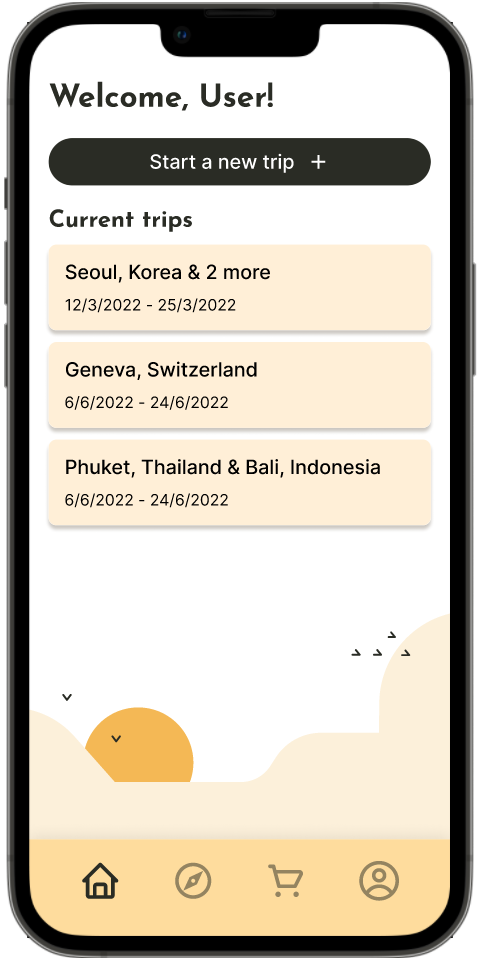 Welcome, User!
Start a new trip +
Current trips
Seoul, Korea & 2 more
12/3/2022 - 25/3/2022
Geneva, Switzerland
6/6/2022 - 24/6/2022
Phuket, Thailand & Bali, Indonesia
6/6/2022 - 24/6/2022